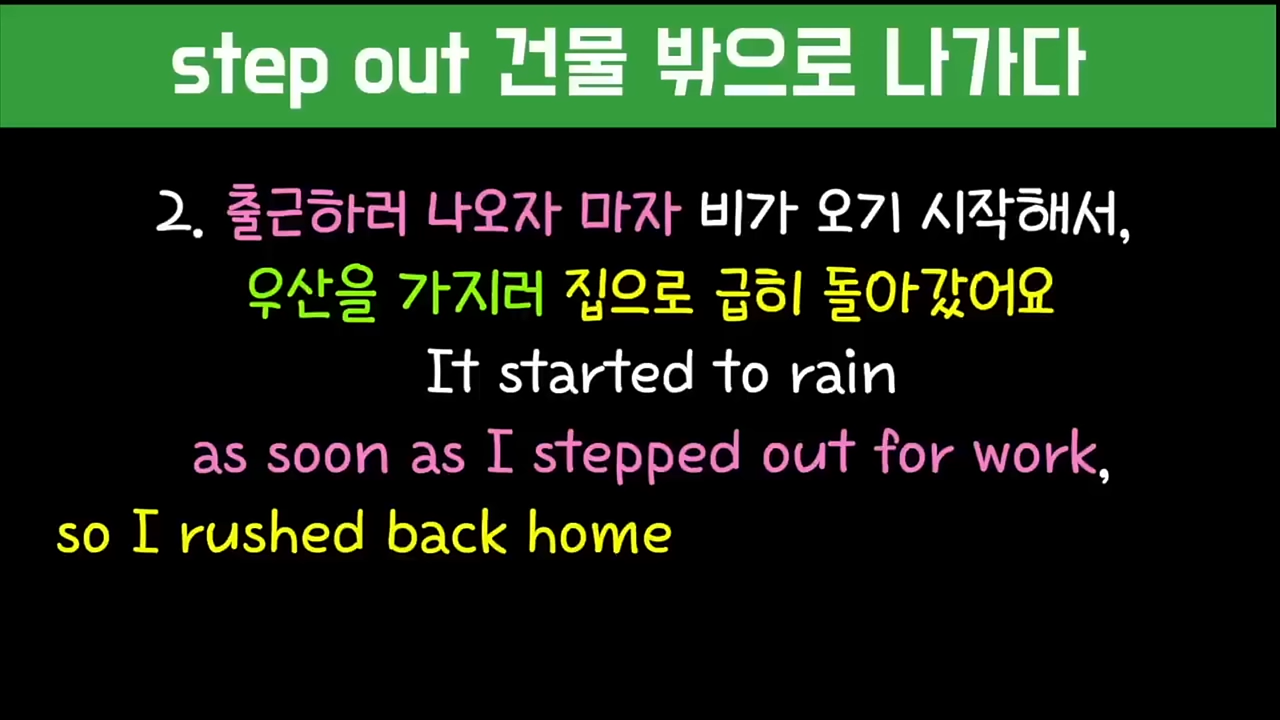 step out 건물 밖으로 나가다
2. 출근하러 나오자 마자 비가 오기 시작해서,
우산을 가지러 집으로 급히 돌아갔어요
It started to rain
as soon as I stepped out for work,
so I rushed back home